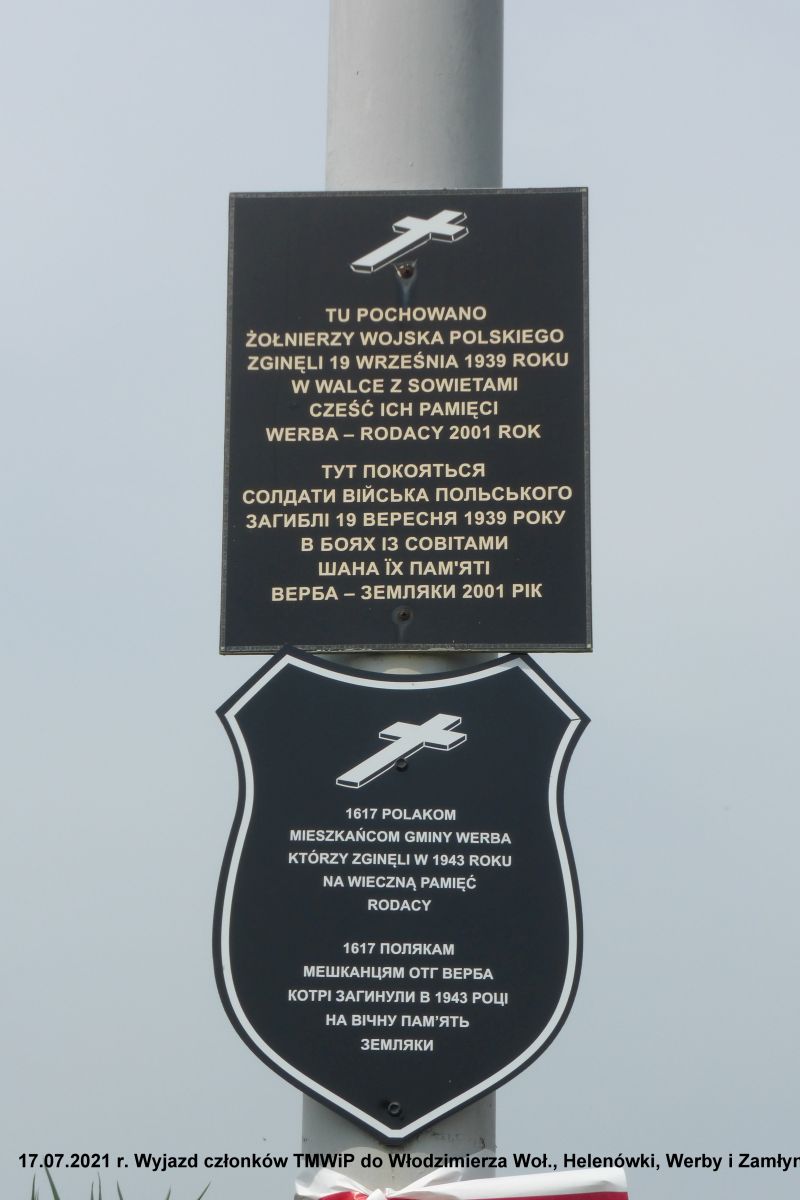 TU POCHOWANO
ŻOŁNIERZY WOJSKA POLSKIEGO
ZGINĘLI 19 WRZEŚNIA 1939 ROKU
W WALCE Z SOWIETAMI
CZEŚĆ ICH PAMIĘCI
WERBA – RODACY 2001 ROK
ТУТ ПОКОЯТЬСЯ
СОЛДАТИ ВІЙСЬКА ПОЛЬСЬКОГО
ЗАГИБЛІ 19 ВЕРЕСНЯ 1939 РОКУ
В БОЯХ ІЗ СОВІТАМИ
ШАНА ЇХ ПАМ'ЯТІ
ВЕРБА – ЗЕМЛЯКИ 2001 РІК
1617 POLAKOM
MIESZKAŃCOM GMINY WERBA
KTÓRZY ZGINĘLI W 1943 ROKU
NA WIECZNĄ PAMIĘĆ
RODACY
1617 ПОЛЯКАМ
МЕШКАНЦЯМ ОТГ ВЕРБА
КОТРІ ЗАГИНУЛИ В 1943 РОЦІ
НА ВІЧНУ ПАМ'ЯТЬ
ЗЕМЛЯКИ
17.07.2021 r. Wyjazd członków TMWiP do Włodzimierza Woł., Helenówki, Werby i Zamłyn